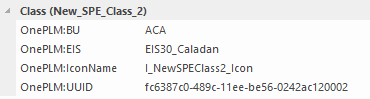 Class (New_SPE_Class_2)
OnePLM:BU ACA
OnePLM:EIS EIS30_Caladan
OnePLM:IconName I_NewSPEClass2_Icon
OnePLM:UUID fc6387c0-489c-11ee-be56-0242ac120002